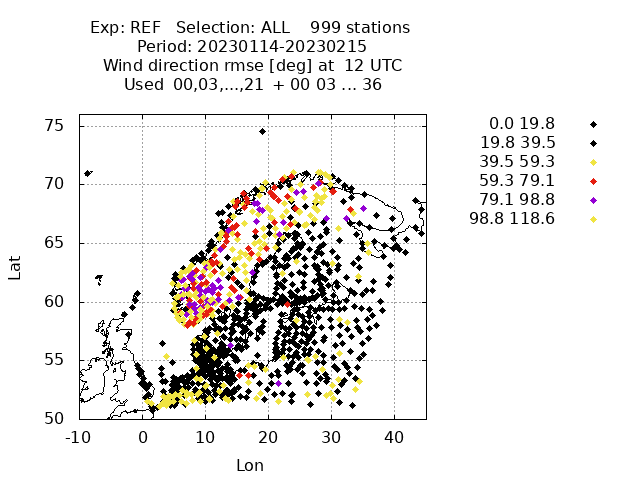 Exp: REF   Selection: ALL    999 stations
Period: 20230114-20230215
Wind direction rmse [deg] at  12 UTC
Used  00,03,...,21  + 00 03 ... 36
75
70
65
60
55
50
-10 0 10 20 30 40
Lat
Lon
0.0 19.8
19.8 39.5
39.5 59.3
59.3 79.1
79.1 98.8
98.8 118.6